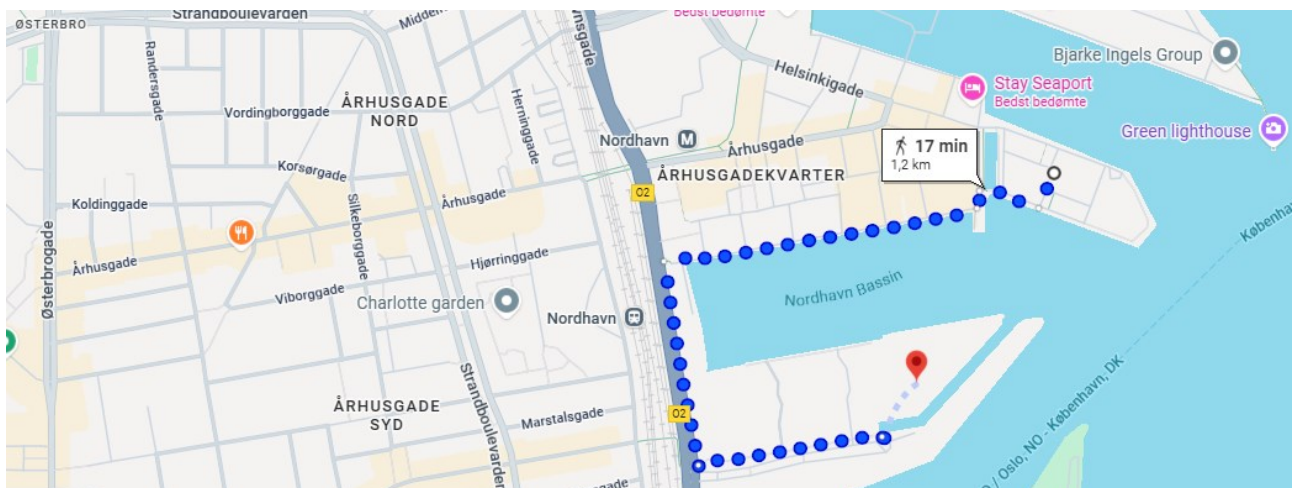 ØSTERBRO
Strandboulevarden
Randersgade
Vordingborggade
ÅRHUSGADE
NORD
Herninggade
Helsinkigade
Bedst bedømte
Stay Seaport
Bedst bedømte
Bjarke Ingels Group
Green lighthouse
Nordhavn
M
Århusgade
17 min
1,2 km
Korsørgade
ÅRHUSGADEKVARTER
O2
Koldinggade
Silkeborggade
Århusgade
Århusgade
Østerbrogade
Hjørringgade
Viborggade
Charlotte garden
Nordhavn
Nordhavn Bassin
Strandboulevarden
ÅRHUSGADE
SYD
Marstalsgade
O2
/ Oslo, NO - København, DK